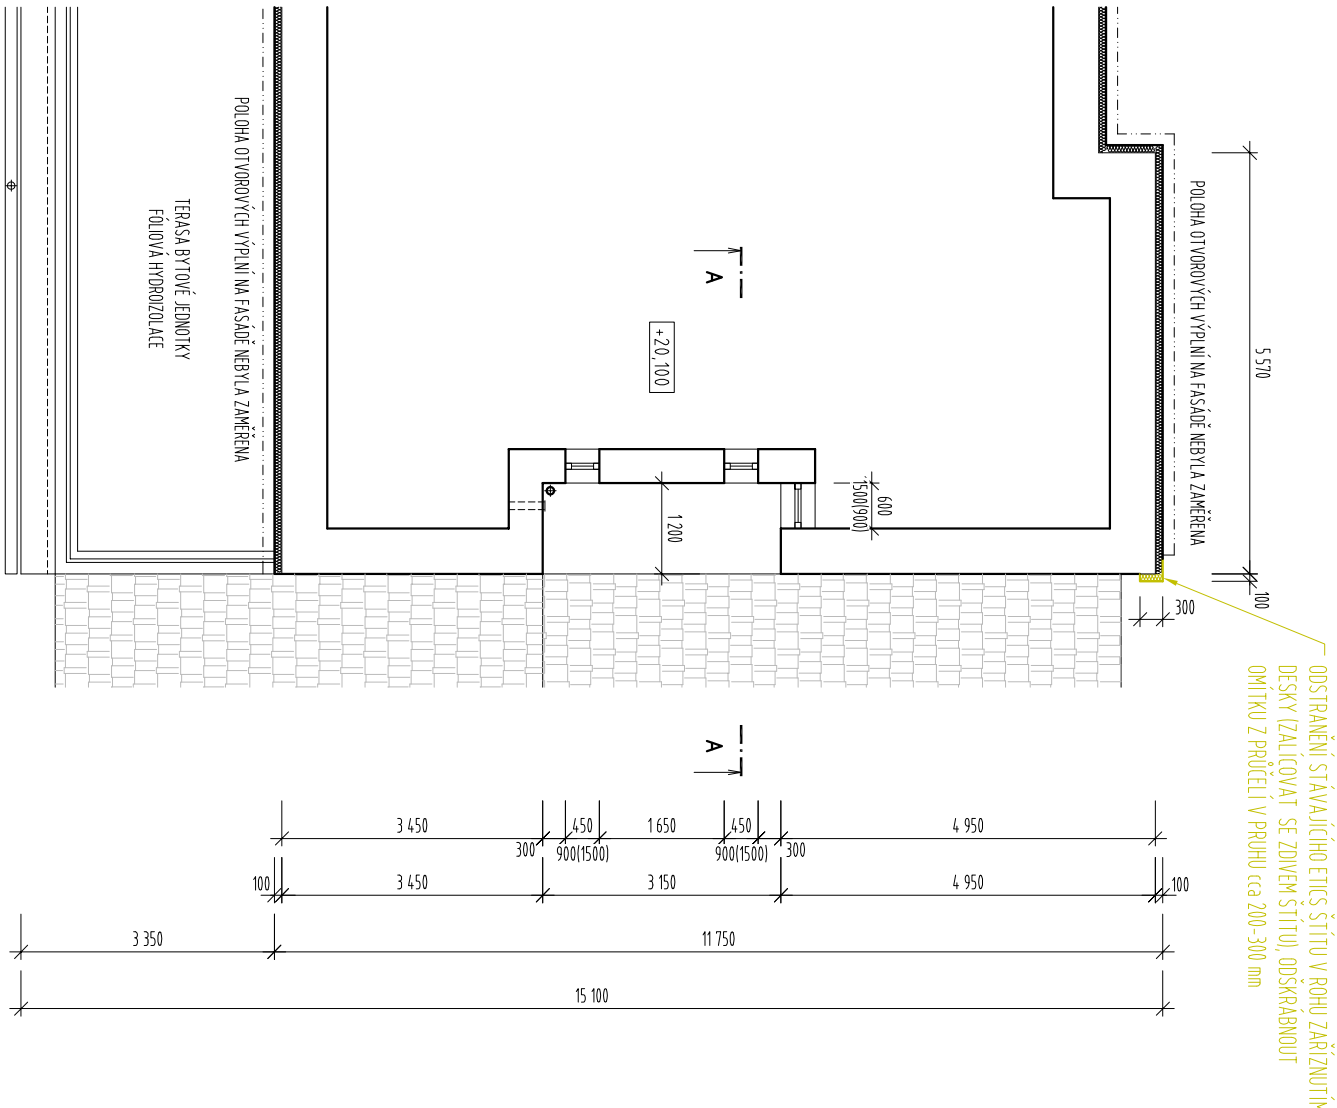 POLOHA OTVOROVÝCH VÝPLNÍ NA FASÁDĚ NEBYLA ZAMĚŘENA
TERASA BYTOVÉ JEDNOTKY
FÓLIOVÁ HYDROIZOLACE
POLOHA OTVOROVÝCH VÝPLNÍ NA FASÁDĚ NEBYLA ZAMĚŘENA
5 570
A
+20,100
600
1500(900)
1 200
100
300
ODSTRANĚNÍ STÁVAJÍCÍHO ETICS ŠTÍTU V ROHU ZAŘÍZNUTÍM
DESKY (ZALÍCOVAT SE ZDIVEM ŠTÍTU), ODŠKRÁBNOUT
OMÍTKU Z PRŮČELÍ V PRUHU cca 200-300 mm
A
3 450
300
450
900(1500)
1 650
450
900(1500)
300
4 950
100
3 450
3 150
4 950
100
3 350
11 750
15 100